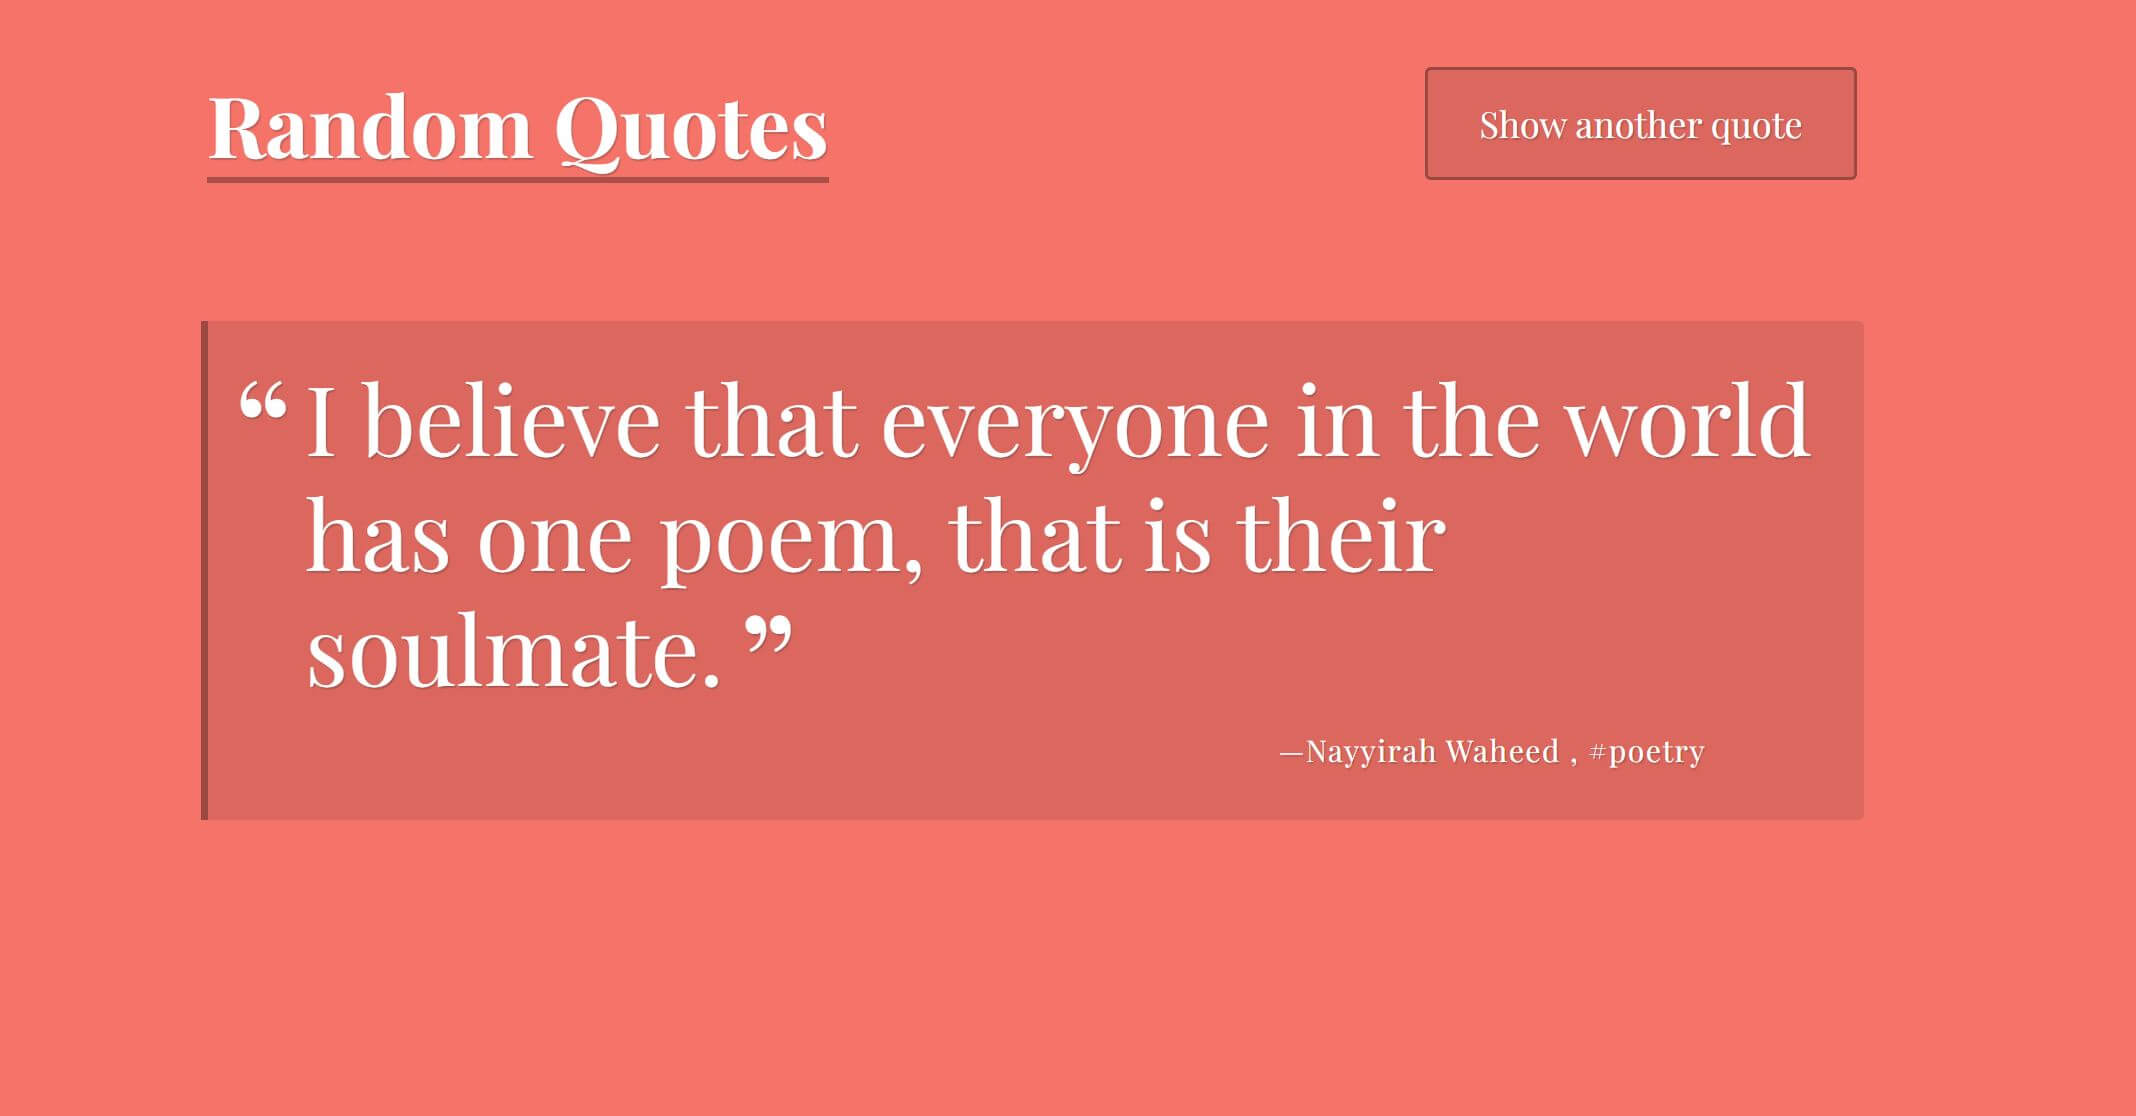 Random Quotes
Show another quote
“ I believe that everyone in the world
has one poem, that is their
soulmate. ”
—Nayyirah Waheed , #poetry